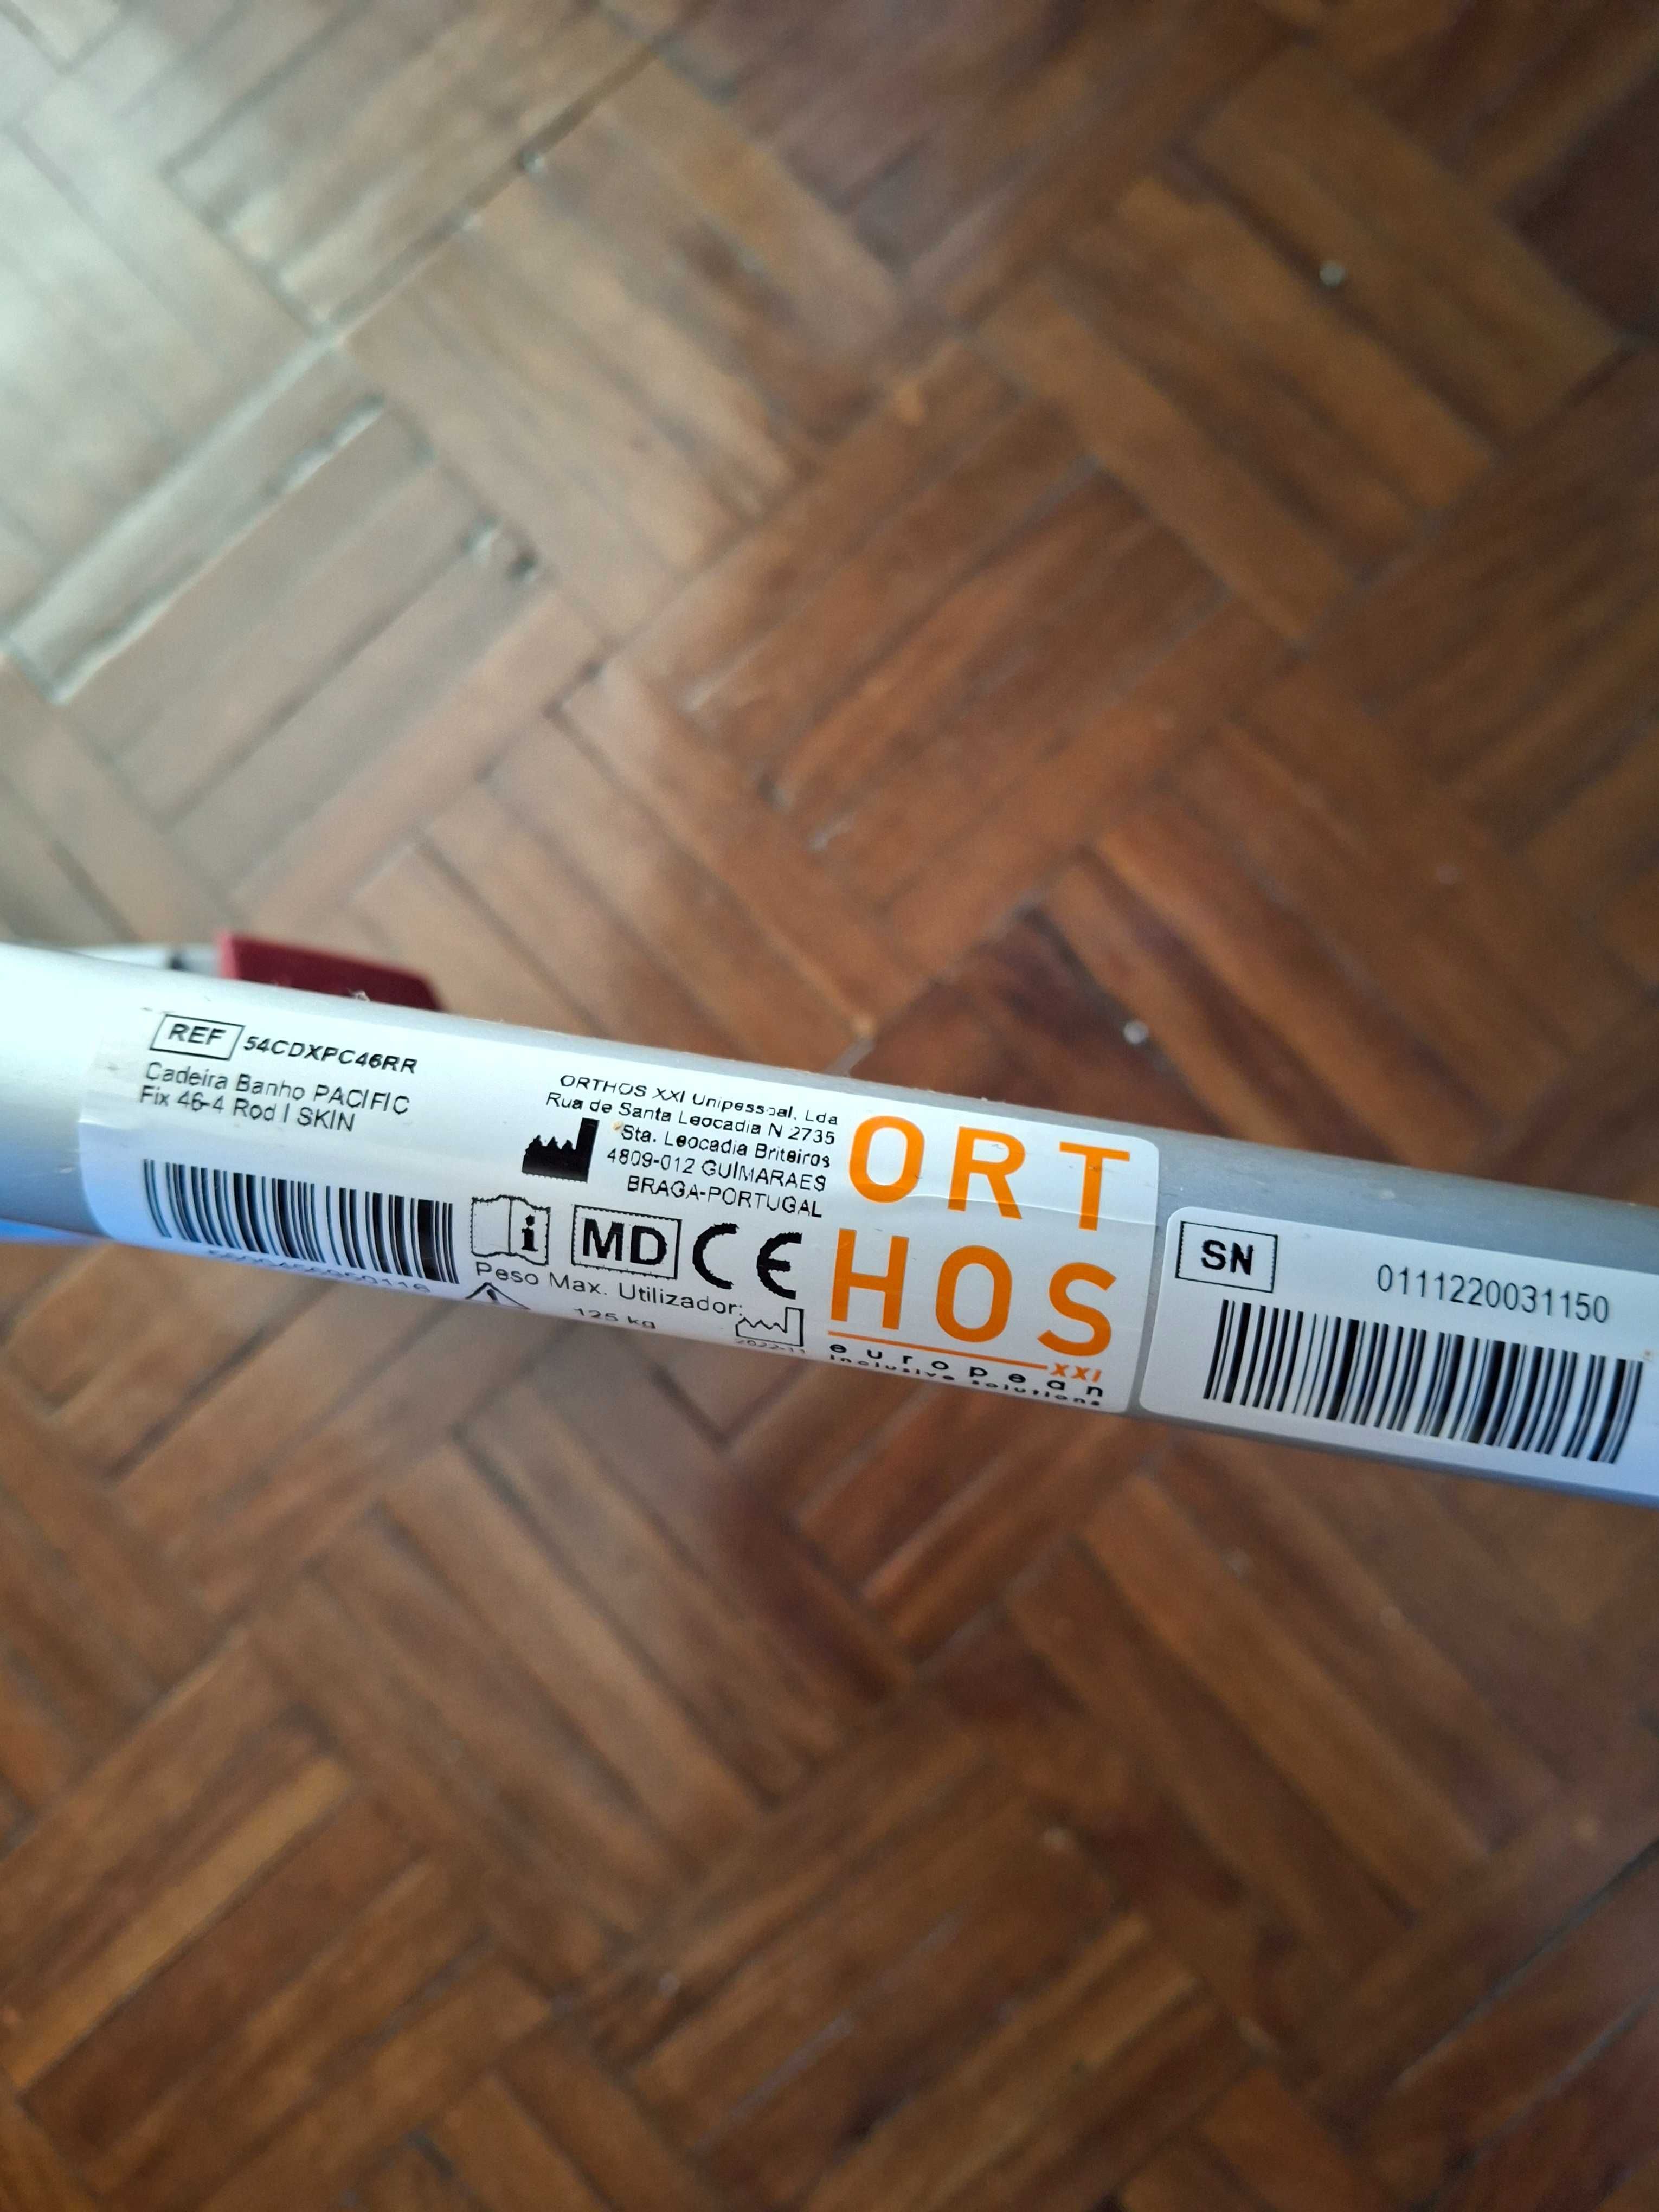 REF 54CDXPC46RR
Cadeira Banho PACIFIC
Fix 46-4 Rod I SKIN
ORTHOS XXI Unipessoal, Lda
Rua de Santa Leocadia N 2735
Sta. Leocadia Briteiros
4809-012 GUIMARAES
BRAGA-PORTUGAL
MD CE
Peso Max. Utilizador:
125 kg
2022-11
ORT
HOS
XXI
european
inclusive solutions
SN 0111220031150